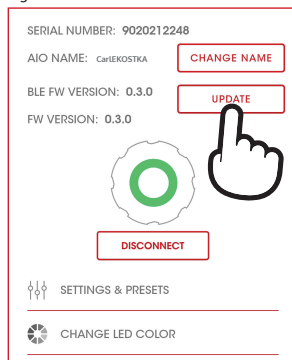 SERIAL NUMBER: 9020212248
AIO NAME: CarlEKOSTKA CHANGE NAME
BLE FW VERSION: 0.3.0 UPDATE
FW VERSION: 0.3.0
DISCONNECT
SETTINGS & PRESETS
CHANGE LED COLOR